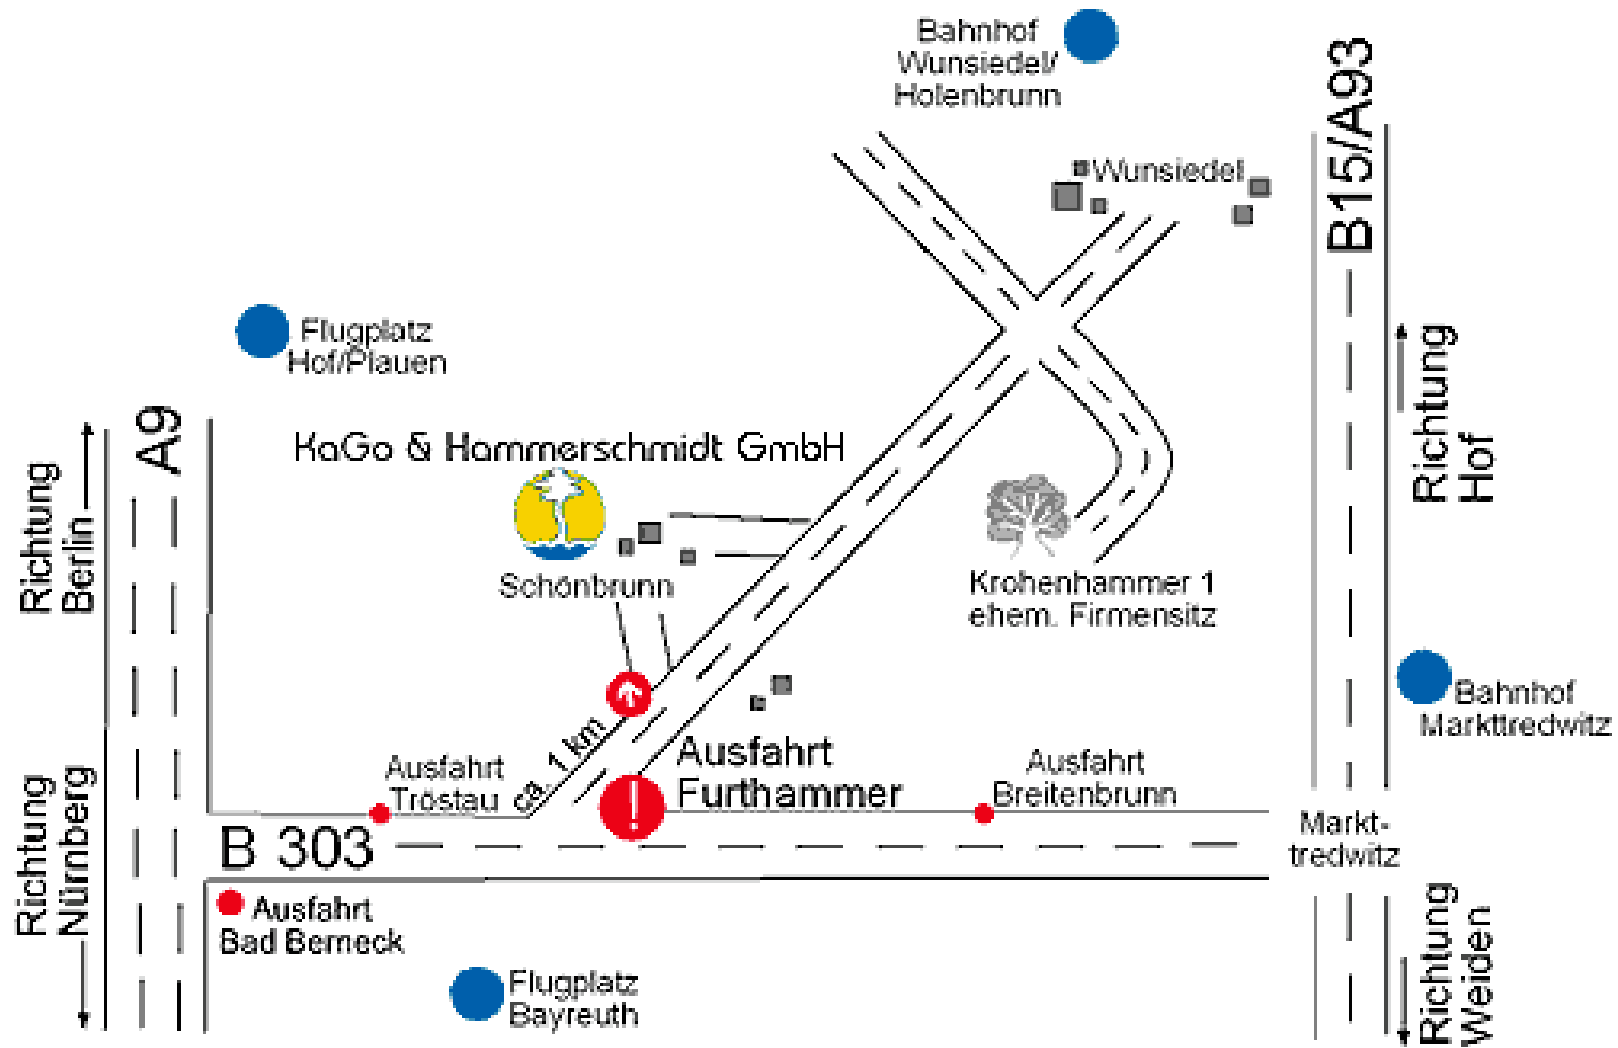 Bahnhof
Wunsiedel/
Holenbrunn
B15/A93
Wunsiedel
Flugplatz
Hof/Plauen
A9
KaGo & Hammerschmidt GmbH
Richtung
Hof
Richtung
Berlin
Schönbrunn
Krohenhammer 1
ehem. Firmensitz
Bahnhof
Markttredwitz
ca. 1 km
Ausfahrt
Furthammer
Ausfahrt
Tröstau
Ausfahrt
Breitenbrunn
!
Richtung
Nürnberg
B 303
Markt-
tredwitz
Ausfahrt
Bad Berneck
Richtung
Weiden
Flugplatz
Bayreuth